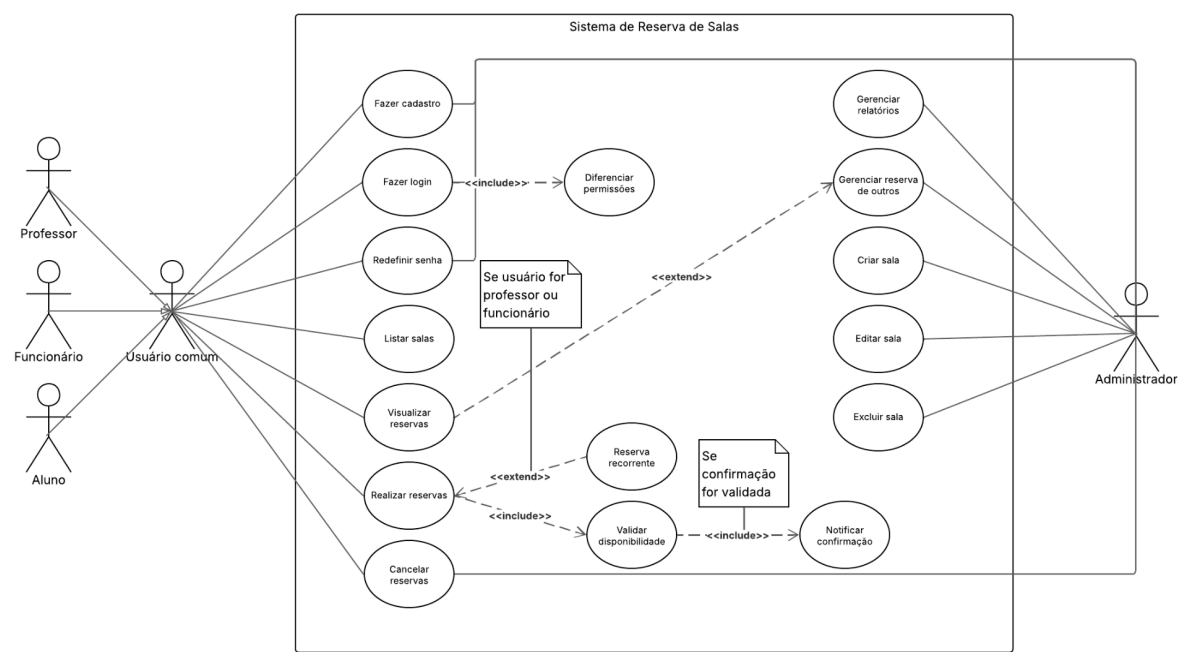 Sistema de Reserva de Salas
Fazer cadastro
Gerenciar
relatórios
Fazer login
<<include>>
Diferenciar
permissões
Gerenciar reserva
de outros
Professor
Redefinir senha
Se usuário for
professor ou
funcionário
<<extend>>
Criar sala
Funcionário
Usuário comum
Listar salas
Editar sala
Administrador
Visualizar
reservas
Excluir sala
Aluno
Reserva
recorrente
Se
confirmação
for validada
<<extend>>
Realizar reservas
<<include>>
Validar
disponibilidade
<<include>>
Notificar
confirmação
Cancelar
reservas